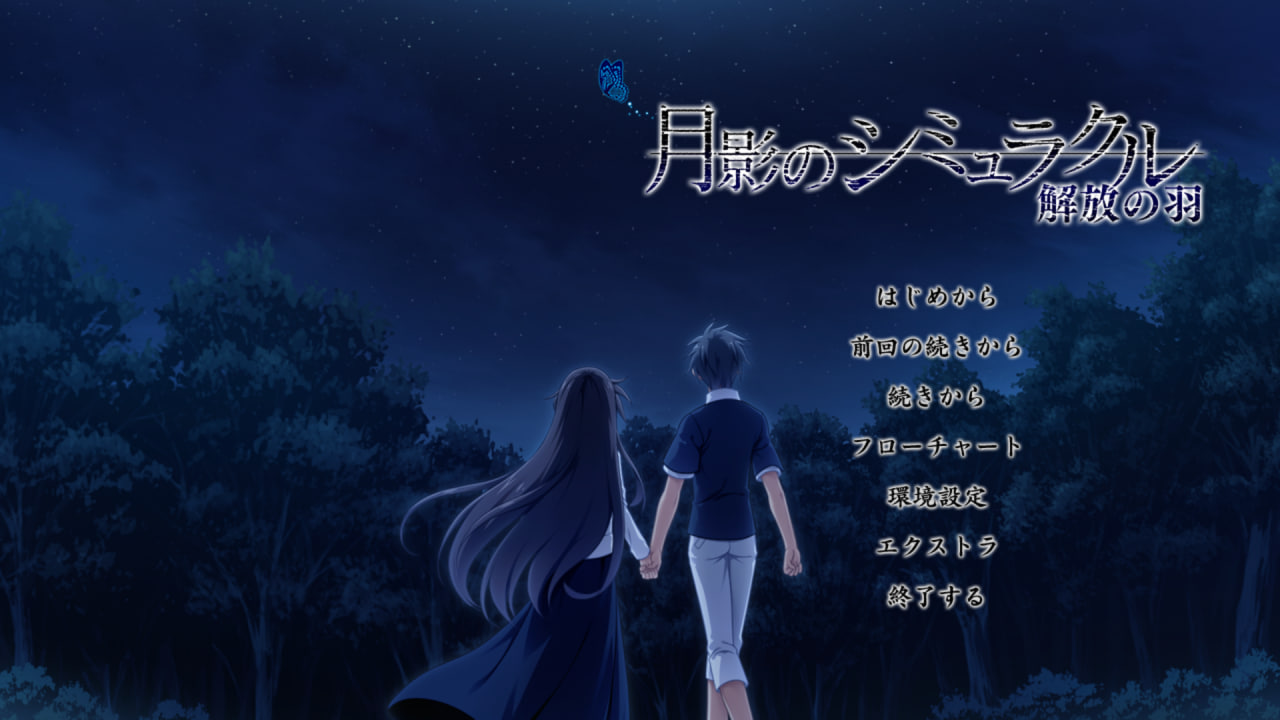 月影のシミュラクル
解放の羽
はじめから
前回の続きから
続きから
フローチャート
環境設定
エクストラ
終了する